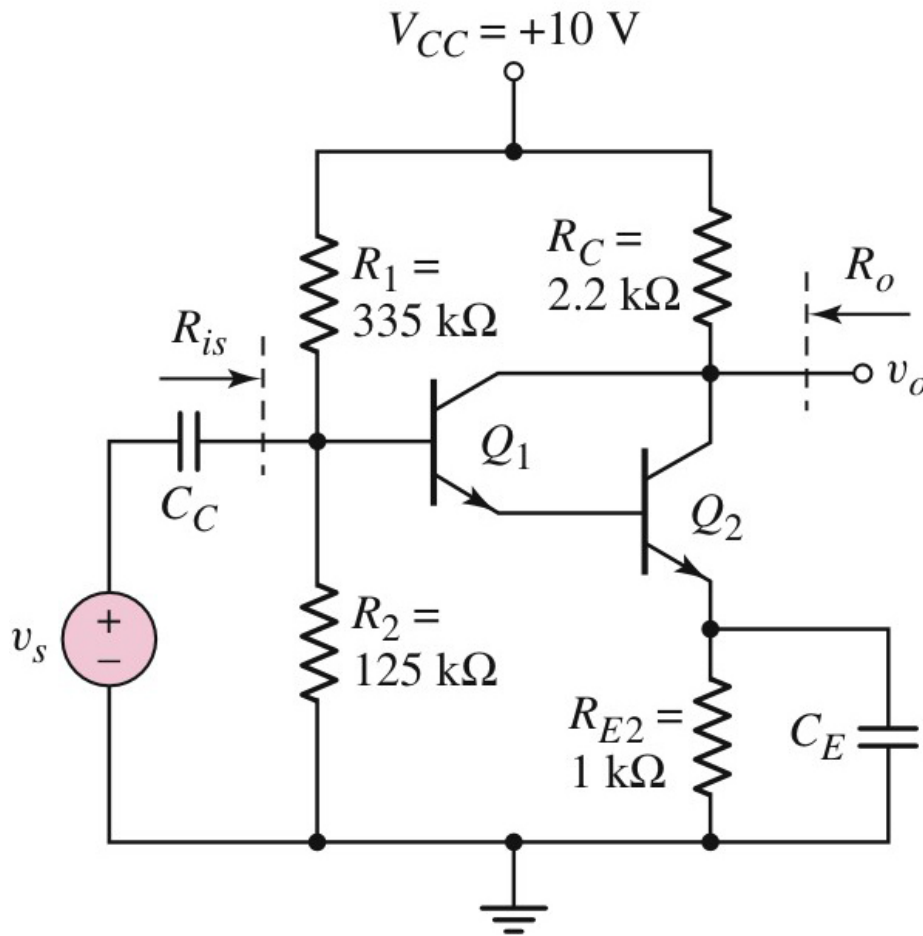 V_CC = +10 V
R_1 =
335 kΩ
R_C =
2.2 kΩ
R_o
R_is
v_o
Q_1
C_C
Q_2
v_s
+
−
R_2 =
125 kΩ
R_E2 =
1 kΩ
C_E